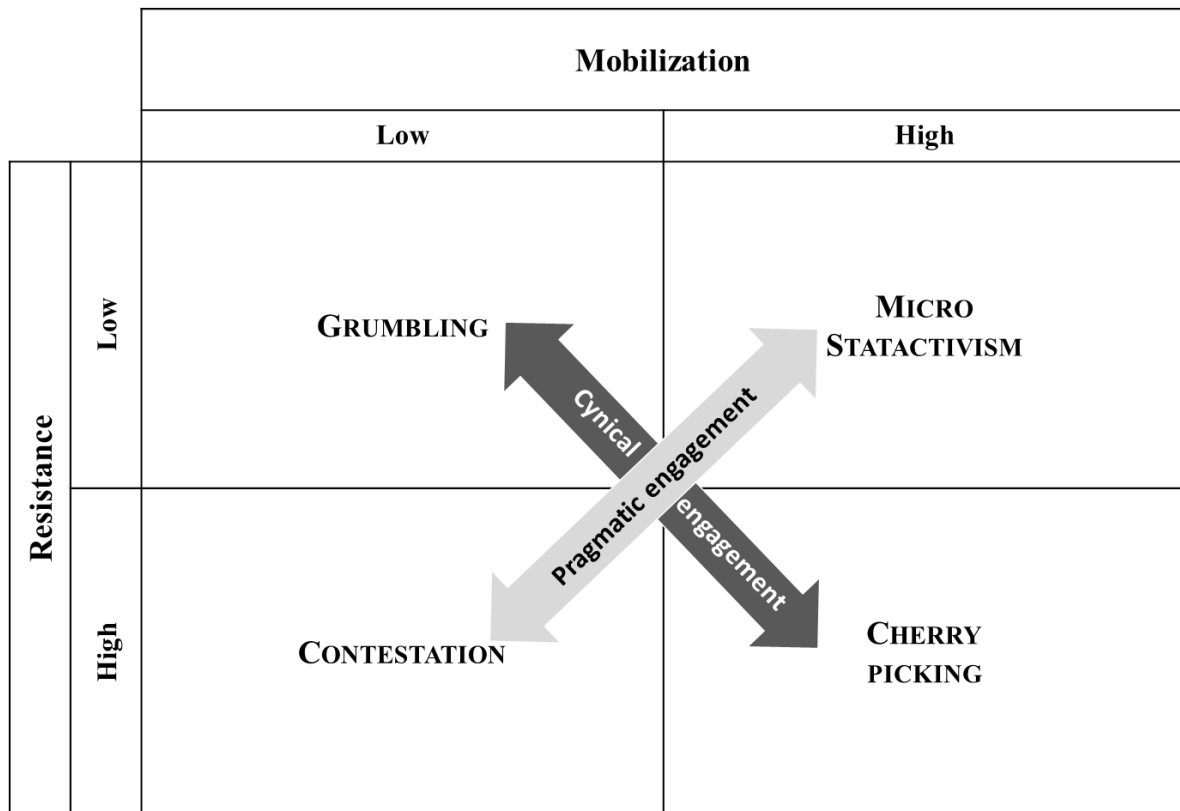 Mobilization
Low
High
Resistance
Low
GRUMBLING
MICRO
STATACTIVISM
Cynical
engagement
Pragmatic engagement
High
CONTESTATION
CHERRY
PICKING